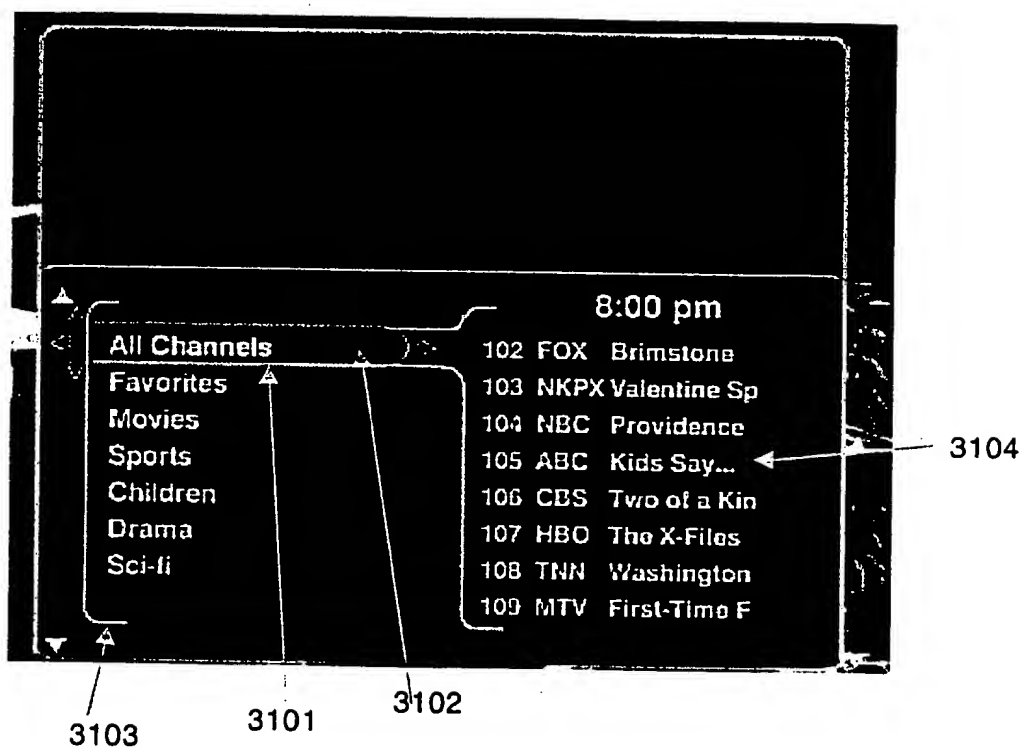 8:00 pm
All Channels
Favorites
Movies
Sports
Children
Drama
Sci-fi
102 FOX Brimstone
103 NKPX Valentine Sp
104 NBC Providence
105 ABC Kids Say...
106 CBS Two of a Kin
107 HBO The X-Files
108 TNN Washington
109 MTV First-Time F
3104
3103
3101
3102